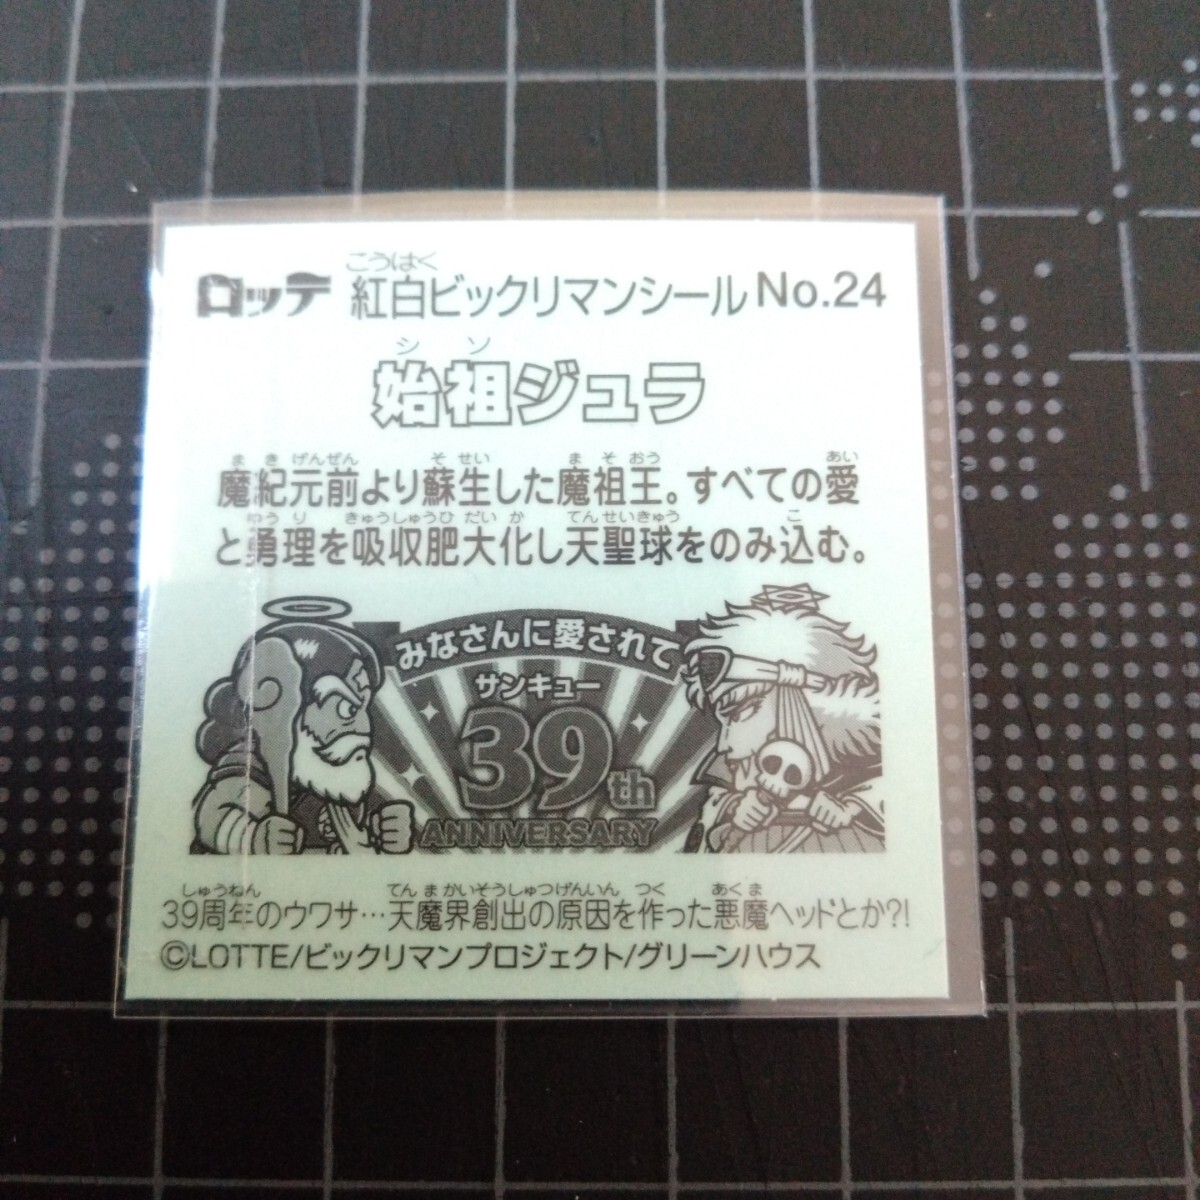 こうはく
ロッテ 紅白ビックリマンシールNo.24
シソ
始祖ジュラ
まきげんぜん そせい まそおう あい
魔紀元前より蘇生した魔祖王。すべての愛
ゆうり きゅうしゅうひだいか てんせいきゅう こ
と勇理を吸収肥大化し天聖球をのみ込む。
みなさんに愛されて
サンキュー
39th
ANNIVERSARY
しゅうねん てんまかいそうしゅつげんいん つく あくま
39周年のウワサ…天魔界創出の原因を作った悪魔ヘッドとか?!
©LOTTE/ビックリマンプロジェクト/グリーンハウス